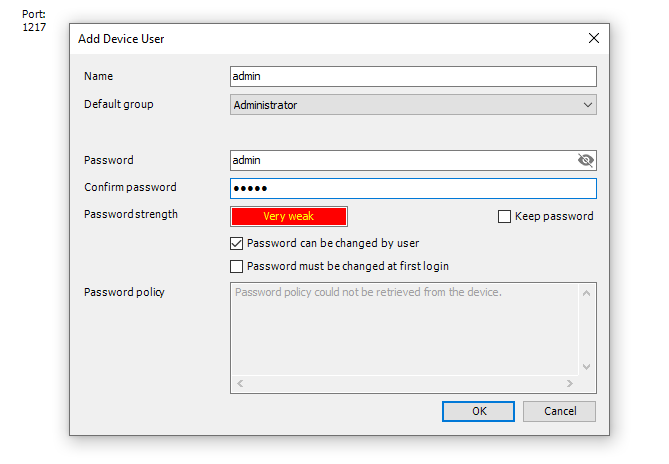 Port:
1217
Add Device User
Name admin
Default group Administrator
Password admin
Confirm password •••••
Password strength Very weak Keep password
Password can be changed by user
Password must be changed at first login
Password policy Password policy could not be retrieved from the device.
OK Cancel